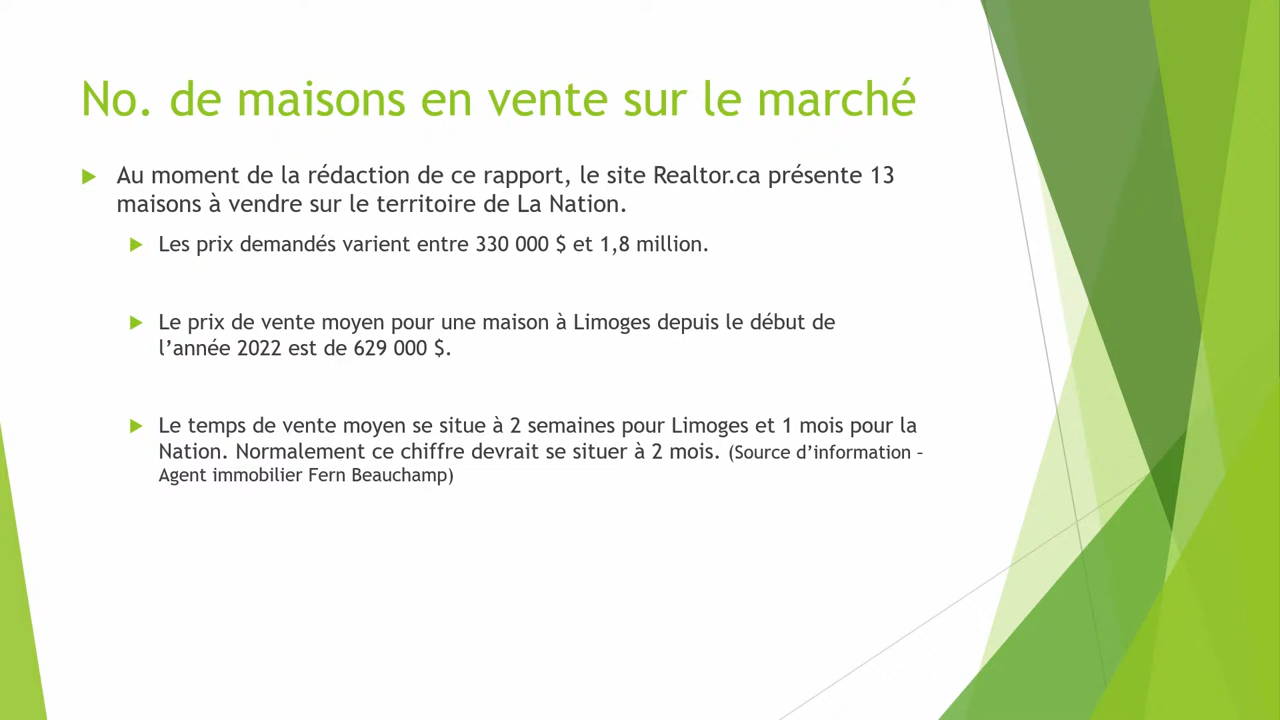 No. de maisons en vente sur le marché
Au moment de la rédaction de ce rapport, le site Realtor.ca présente 13
maisons à vendre sur le territoire de La Nation.
Les prix demandés varient entre 330 000 $ et 1,8 million.
Le prix de vente moyen pour une maison à Limoges depuis le début de
l’année 2022 est de 629 000 $.
Le temps de vente moyen se situe à 2 semaines pour Limoges et 1 mois pour la
Nation. Normalement ce chiffre devrait se situer à 2 mois. (Source d’information –
Agent immobilier Fern Beauchamp)